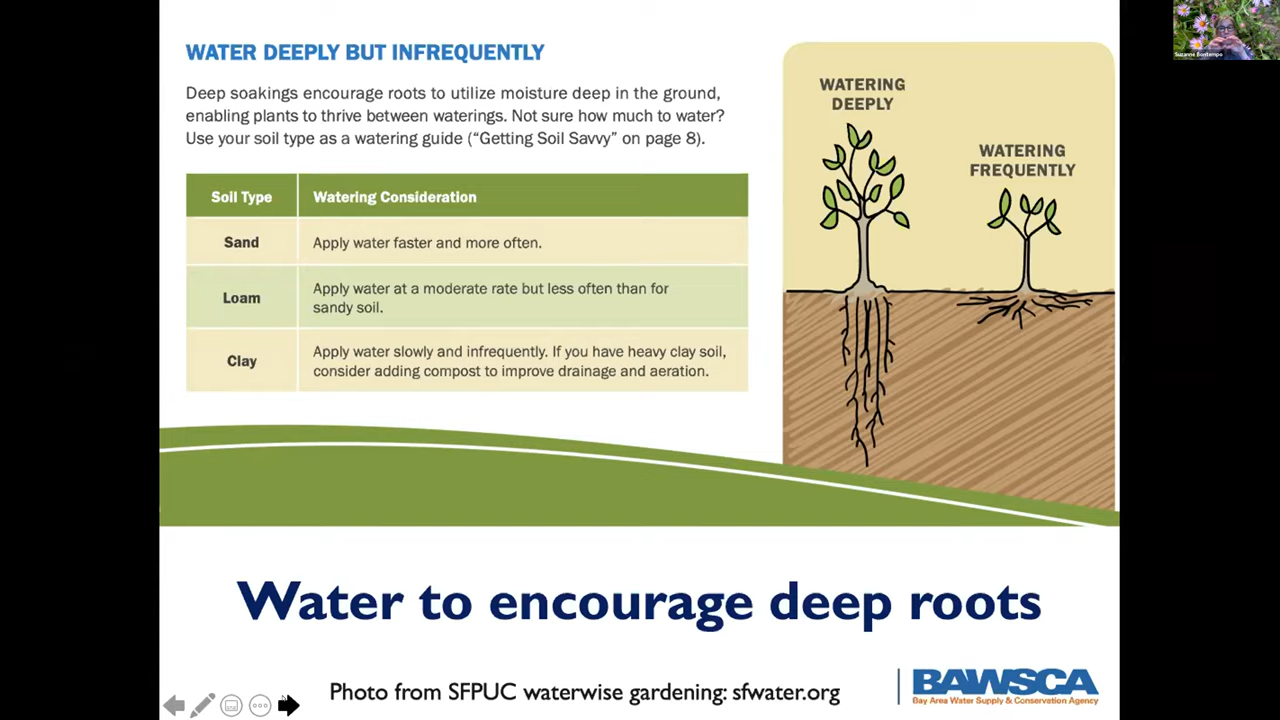 WATER DEEPLY BUT INFREQUENTLY
Deep soakings encourage roots to utilize moisture deep in the ground,
enabling plants to thrive between waterings. Not sure how much to water?
Use your soil type as a watering guide (“Getting Soil Savvy” on page 8).
Soil Type Watering Consideration
Sand Apply water faster and more often.
Loam Apply water at a moderate rate but less often than for
sandy soil.
Clay Apply water slowly and infrequently. If you have heavy clay soil,
consider adding compost to improve drainage and aeration.
WATERING
DEEPLY
WATERING
FREQUENTLY
Suzanne Bontempo
Water to encourage deep roots
Photo from SFPUC waterwise gardening: sfwater.org
BAWSCA
Bay Area Water Supply & Conservation Agency